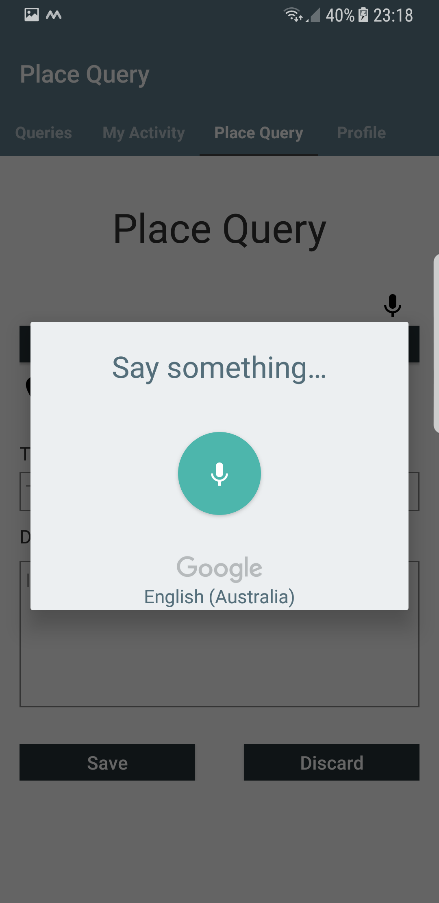 40% 23:18
Place Query
Queries My Activity Place Query Profile
Place Query
Say something...
Google
English (Australia)
T
D
Save Discard